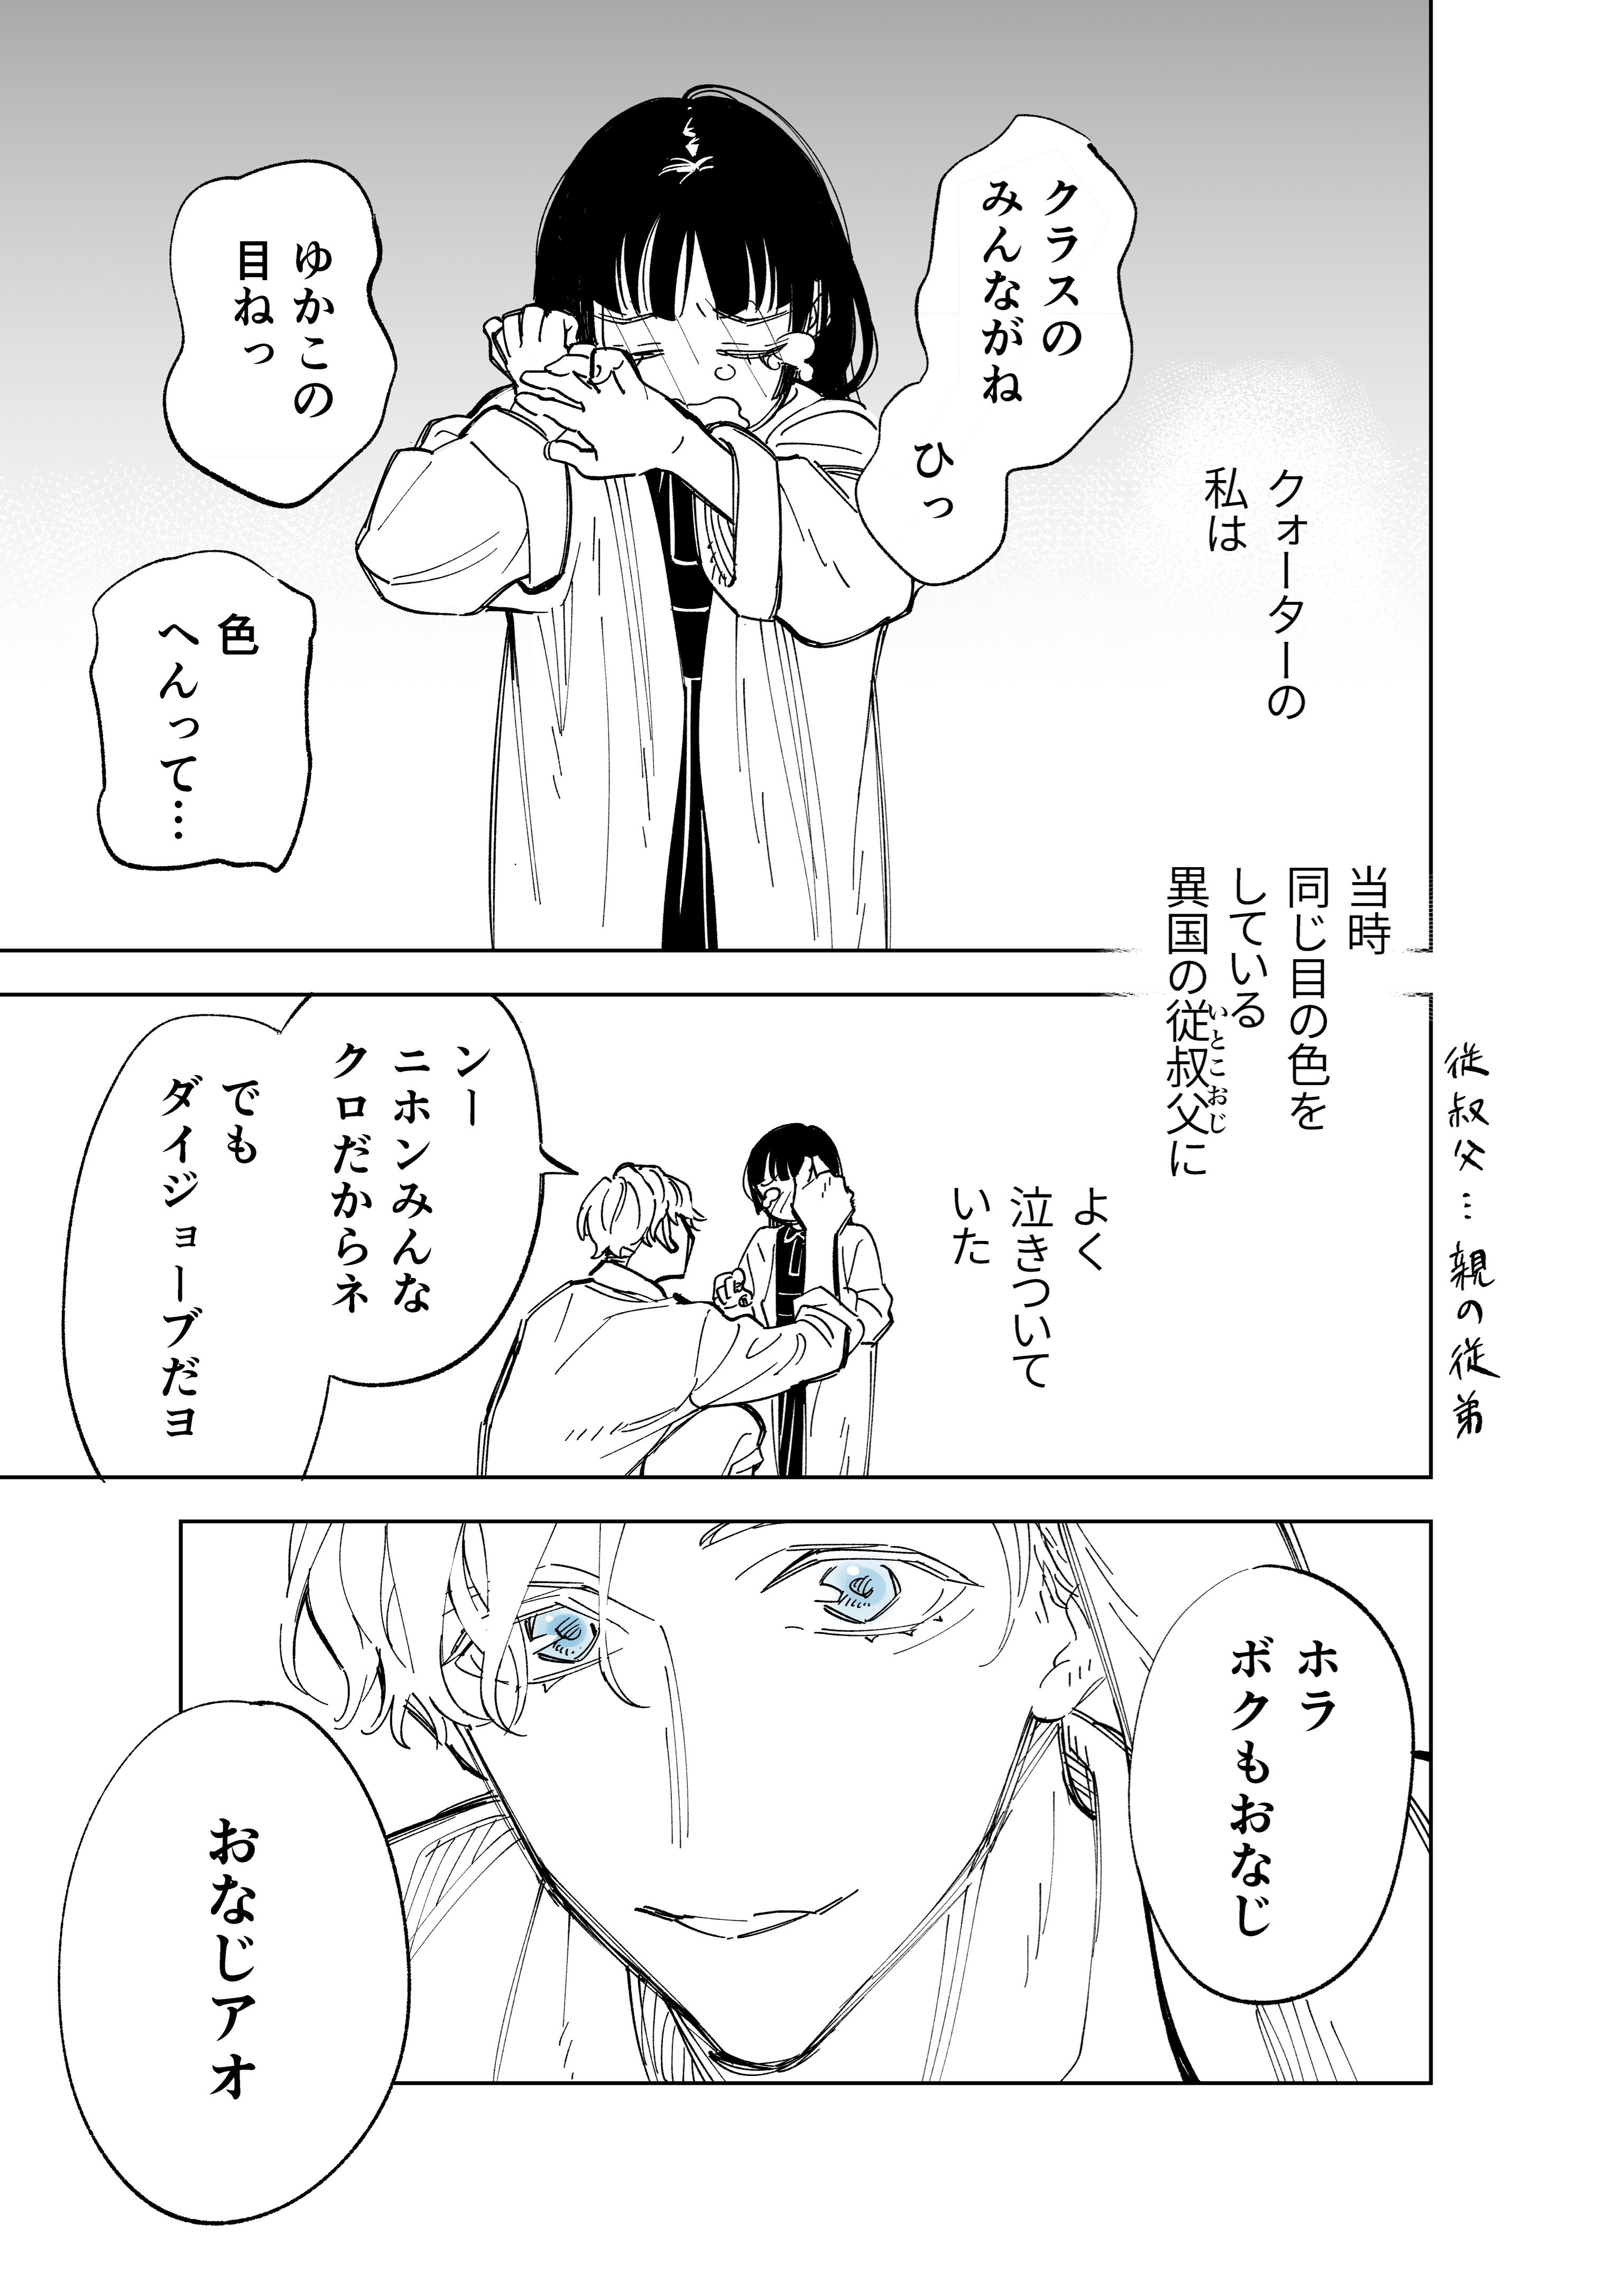 クラスの
みんながね
ひっ
クォーターの
私は
ゆかこの
目ねっ
色
へんって…
当時
同じ目の色を
している
異国の従叔父に
いとこおじ
従叔父…親の従弟
よく
泣きついて
いた
ンー
ニホンみんな
クロだからネ
でも
ダイジョーブだヨ
ホラ
ボクもおなじ
おなじアオ